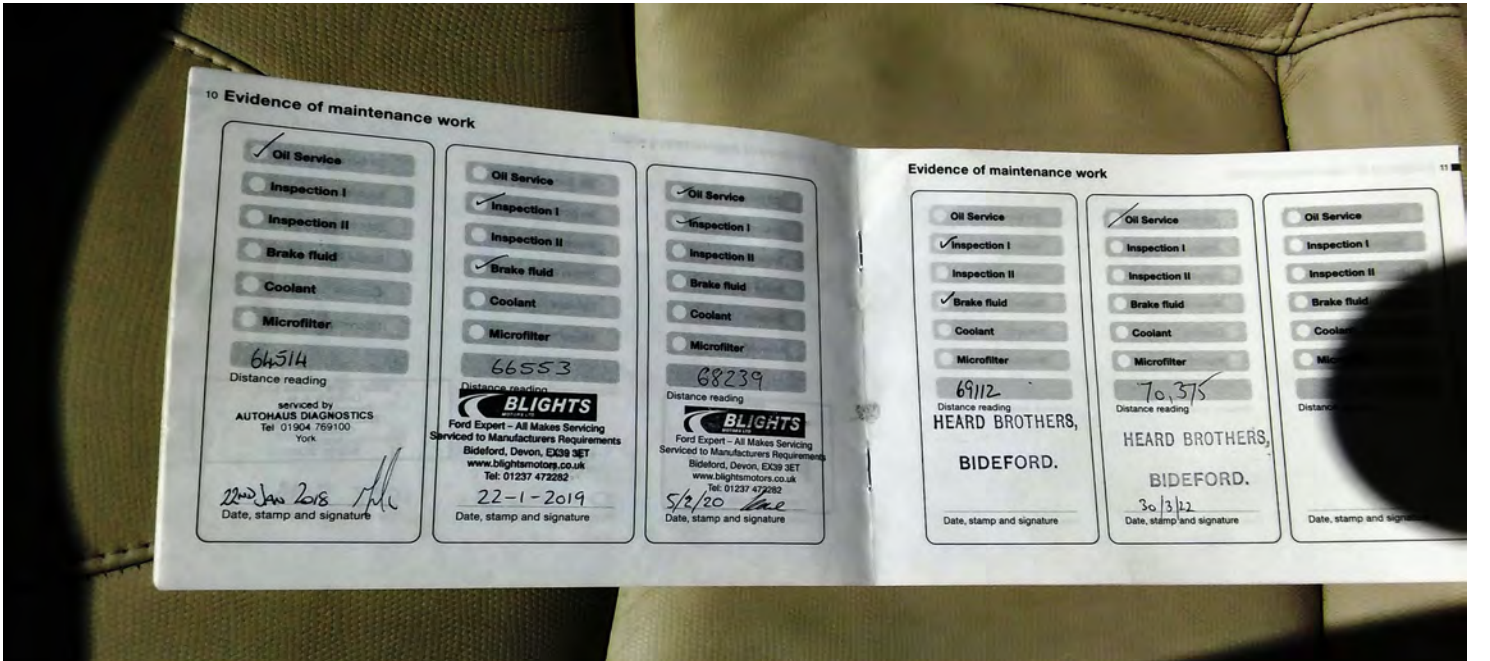 10 Evidence of maintenance work
Oil Service
Inspection I
Inspection II
Brake fluid
Coolant
Microfilter
64514
Distance reading
serviced by
AUTOHAUS DIAGNOSTICS
Tel 01904 769100
York
22ND JAN 2018
Date, stamp and signature
Oil Service
Inspection I
Inspection II
Brake fluid
Coolant
Microfilter
66553
Distance reading
BLIGHTS
MOTORS LTD
Ford Expert – All Makes Servicing
Serviced to Manufacturers Requirements
Bideford, Devon, EX39 3ET
www.blightsmotors.co.uk
Tel: 01237 472282
22-1-2019
Date, stamp and signature
Oil Service
Inspection I
Inspection II
Brake fluid
Coolant
Microfilter
68239
Distance reading
BLIGHTS
MOTORS LTD
Ford Expert – All Makes Servicing
Serviced to Manufacturers Requirements
Bideford, Devon, EX39 3ET
www.blightsmotors.co.uk
Tel: 01237 472282
5/2/20
Date, stamp and signature
Evidence of maintenance work 11
Oil Service
Inspection I
Inspection II
Brake fluid
Coolant
Microfilter
69112
Distance reading
HEARD BROTHERS,
BIDEFORD.
Date, stamp and signature
Oil Service
Inspection I
Inspection II
Brake fluid
Coolant
Microfilter
70,375
Distance reading
HEARD BROTHERS,
BIDEFORD.
30/3/22
Date, stamp and signature
Oil Service
Inspection I
Inspection II
Brake fluid
Date, stamp and